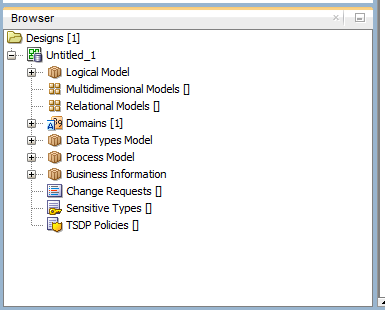 Browser
Designs [1]
Untitled_1
Logical Model
Multidimensional Models []
Relational Models []
Domains [1]
Data Types Model
Process Model
Business Information
Change Requests []
Sensitive Types []
TSDP Policies []